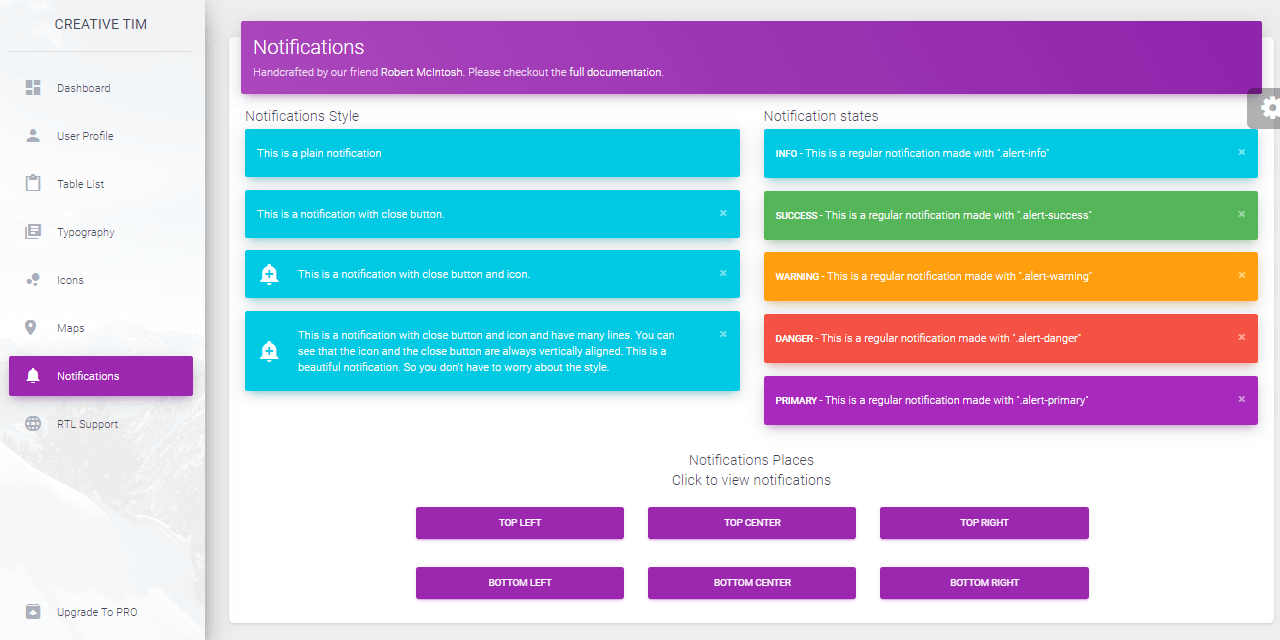 CREATIVE TIM
Dashboard
User Profile
Table List
Typography
Icons
Maps
Notifications
RTL Support
Upgrade To PRO
Notifications
Handcrafted by our friend Robert McIntosh. Please checkout the full documentation.
Notifications Style
This is a plain notification
This is a notification with close button.
This is a notification with close button and icon.
This is a notification with close button and icon and have many lines. You can
see that the icon and the close button are always vertically aligned. This is a
beautiful notification. So you don't have to worry about the style.
Notification states
INFO - This is a regular notification made with ".alert-info"
SUCCESS - This is a regular notification made with ".alert-success"
WARNING - This is a regular notification made with ".alert-warning"
DANGER - This is a regular notification made with ".alert-danger"
PRIMARY - This is a regular notification made with ".alert-primary"
Notifications Places
Click to view notifications
TOP LEFT
TOP CENTER
TOP RIGHT
BOTTOM LEFT
BOTTOM CENTER
BOTTOM RIGHT